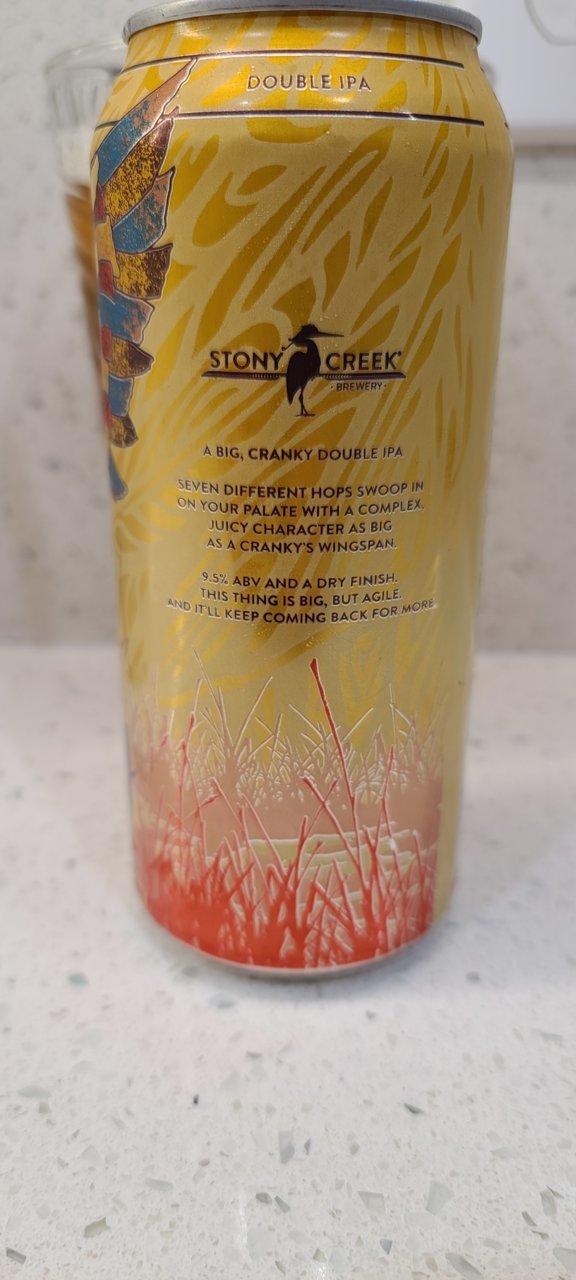 DOUBLE IPA
STONY CREEK®
· BREWERY ·
A BIG, CRANKY DOUBLE IPA
SEVEN DIFFERENT HOPS SWOOP IN
ON YOUR PALATE WITH A COMPLEX,
JUICY CHARACTER AS BIG
AS A CRANKY'S WINGSPAN.
9.5% ABV AND A DRY FINISH.
THIS THING IS BIG, BUT AGILE.
AND IT'LL KEEP COMING BACK FOR MORE.